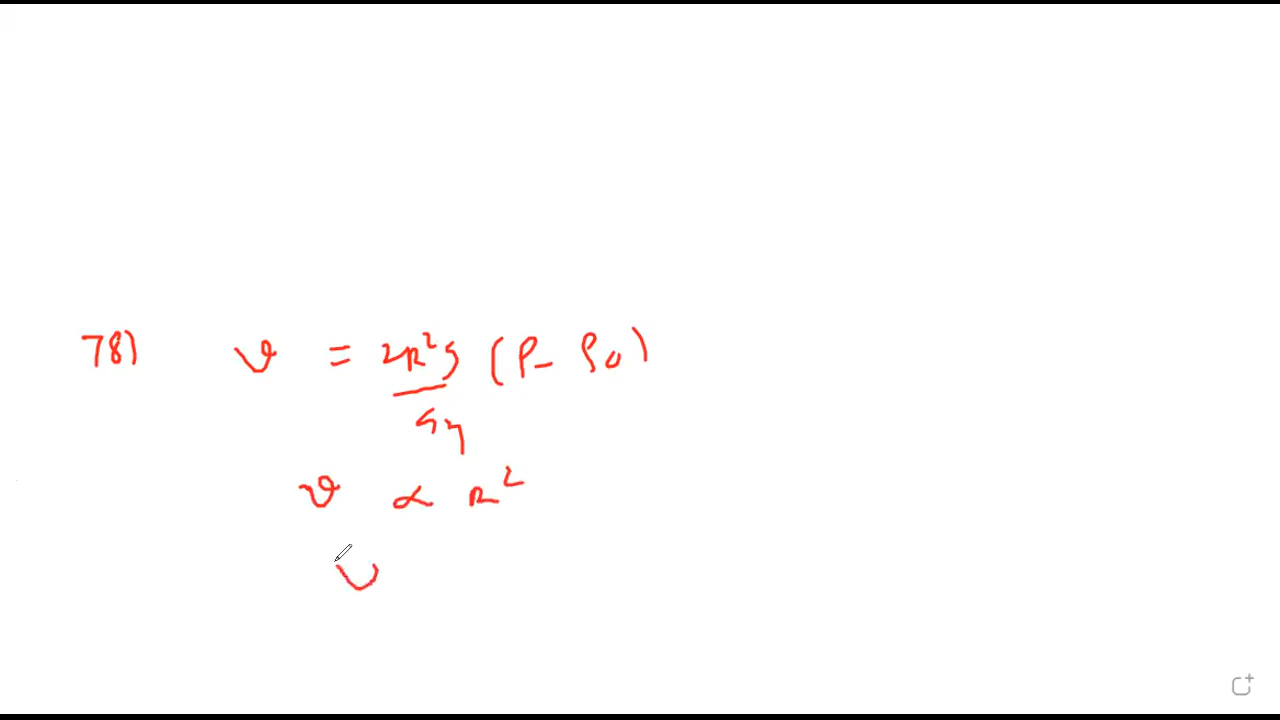 78) v = 2R²g (ρ - ρ₀)
9η
v ∝ R²
V